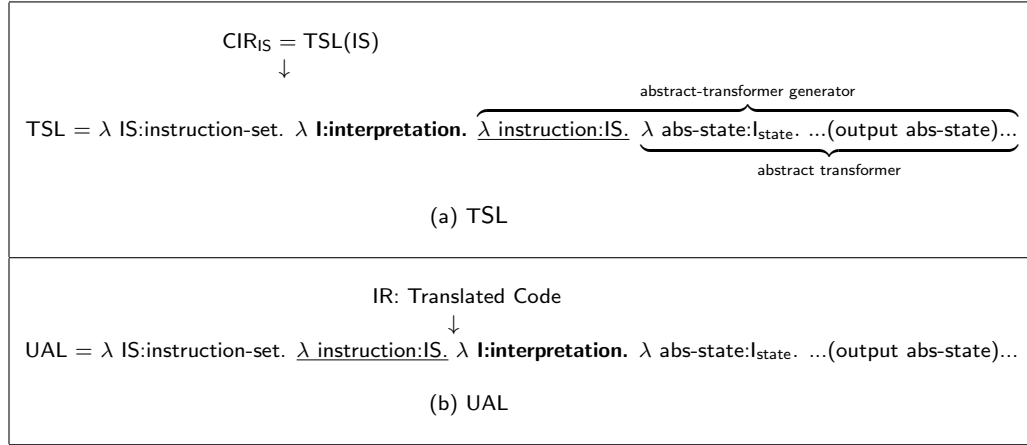 CIR_IS = TSL(IS)
↓
abstract-transformer generator
TSL = λ IS:instruction-set. λ I:interpretation. λ instruction:IS. λ abs-state:I_state. ...(output abs-state)...
abstract transformer
(a) TSL
IR: Translated Code
↓
UAL = λ IS:instruction-set. λ instruction:IS. λ I:interpretation. λ abs-state:I_state. ...(output abs-state)...
(b) UAL